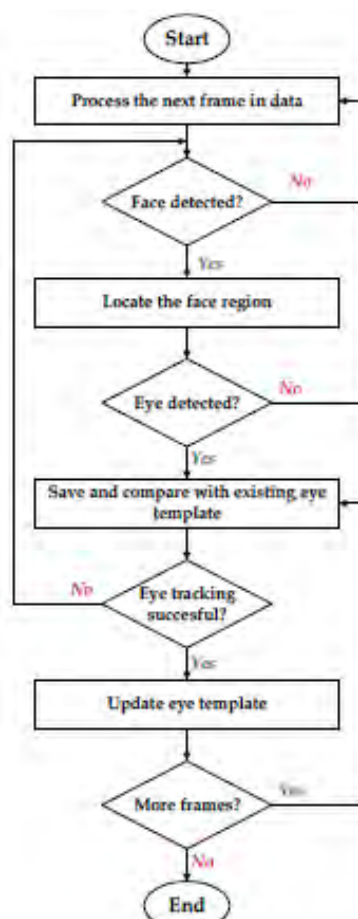 Start
Process the next frame in data
Face detected?
No
Yes
Locate the face region
Eye detected?
No
Yes
Save and compare with existing eye
template
No
Eye tracking
succesful?
Yes
Update eye template
More frames?
Yes
No
End